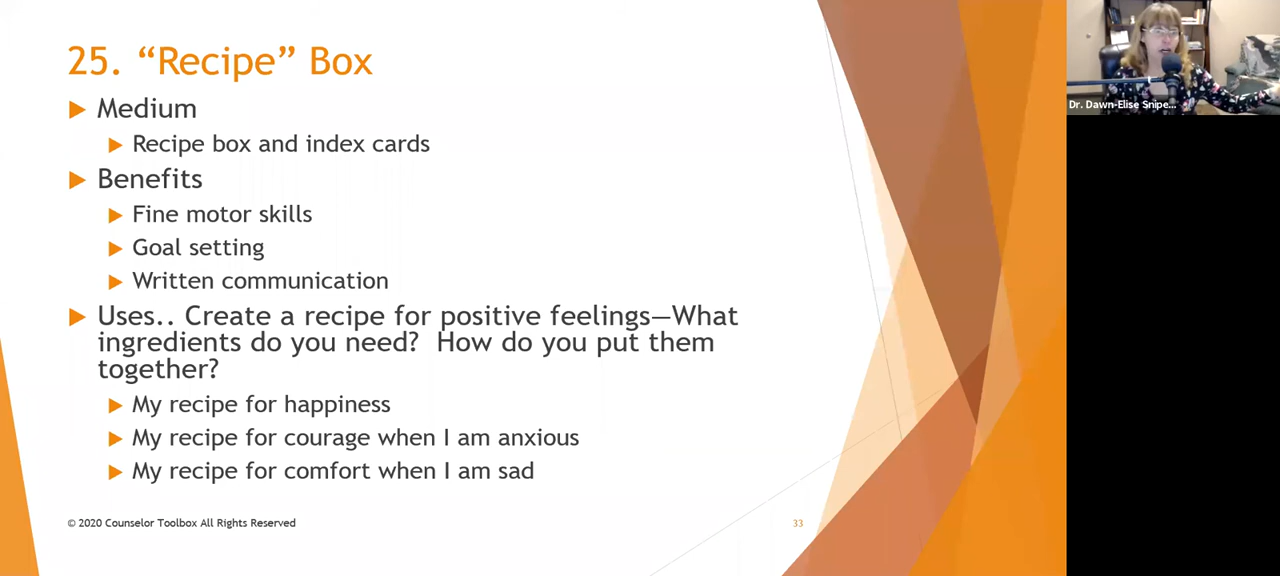 25. “Recipe” Box
Medium
Recipe box and index cards
Benefits
Fine motor skills
Goal setting
Written communication
Uses.. Create a recipe for positive feelings—What
ingredients do you need?  How do you put them
together?
My recipe for happiness
My recipe for courage when I am anxious
My recipe for comfort when I am sad
© 2020 Counselor Toolbox All Rights Reserved
33
Dr. Dawn-Elise Snipe...